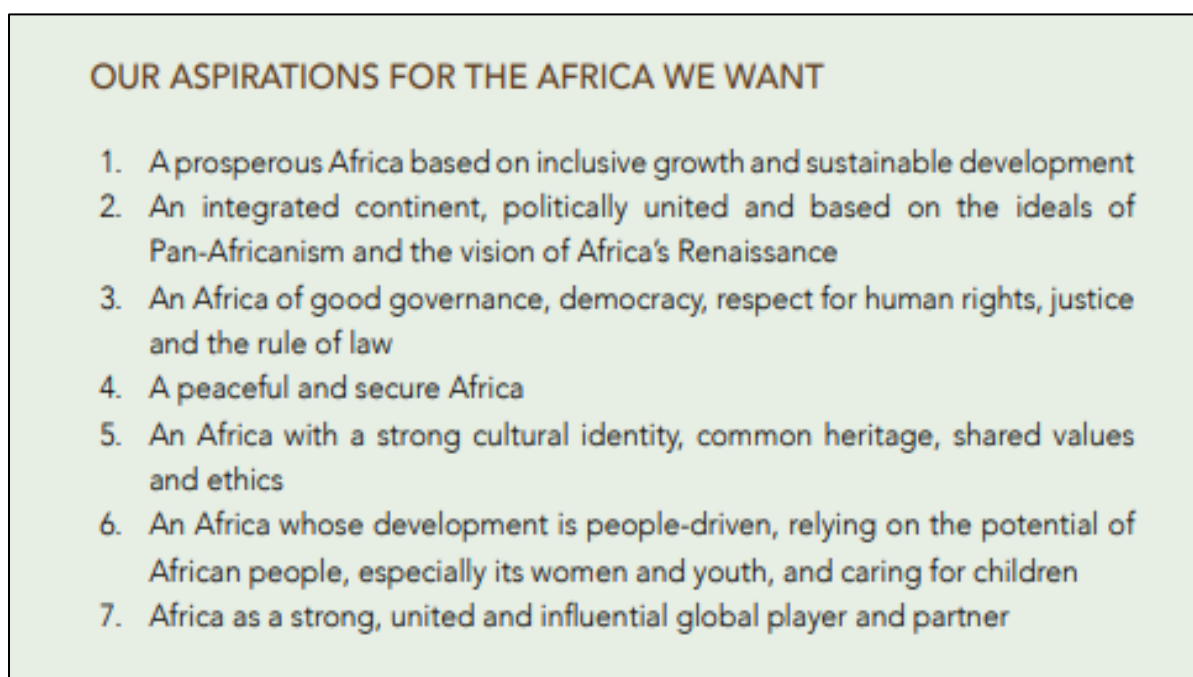 OUR ASPIRATIONS FOR THE AFRICA WE WANT
1. A prosperous Africa based on inclusive growth and sustainable development
2. An integrated continent, politically united and based on the ideals of
Pan-Africanism and the vision of Africa's Renaissance
3. An Africa of good governance, democracy, respect for human rights, justice
and the rule of law
4. A peaceful and secure Africa
5. An Africa with a strong cultural identity, common heritage, shared values
and ethics
6. An Africa whose development is people-driven, relying on the potential of
African people, especially its women and youth, and caring for children
7. Africa as a strong, united and influential global player and partner